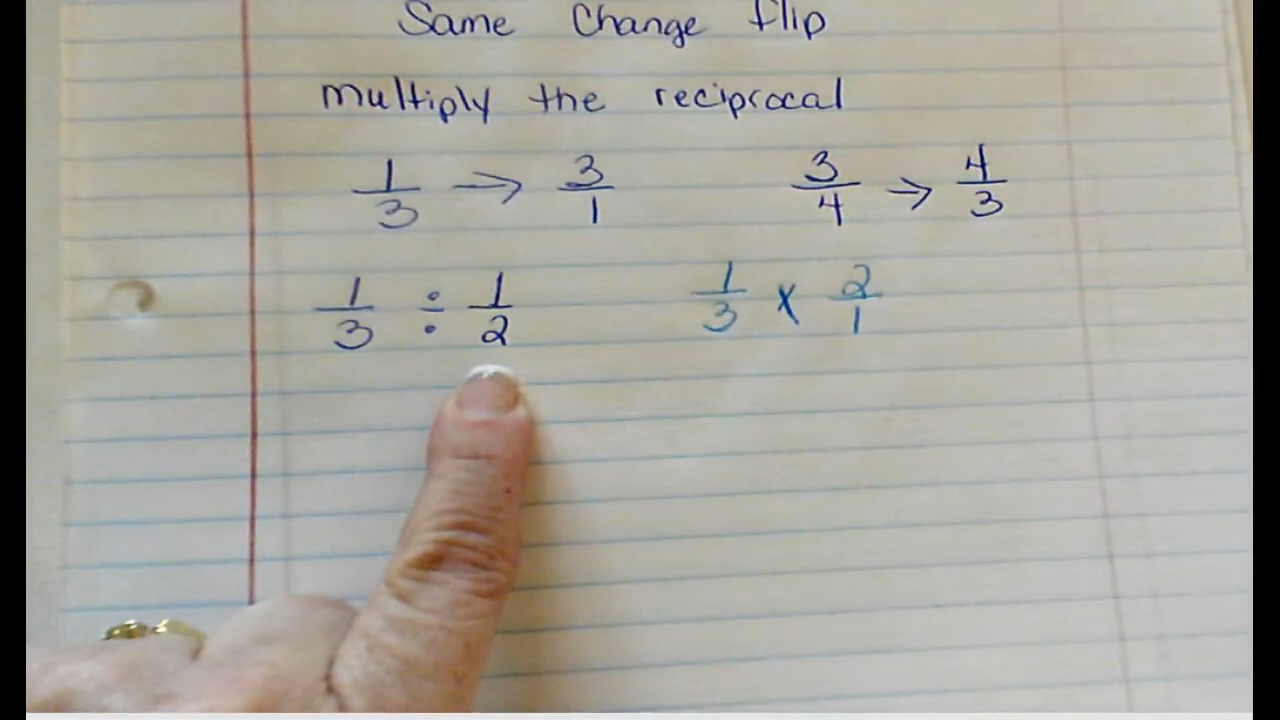 Same Change flip
multiply the reciprocal
1/3 → 3/1 3/4 → 4/3
1/3 ÷ 1/2 1/3 x 2/1